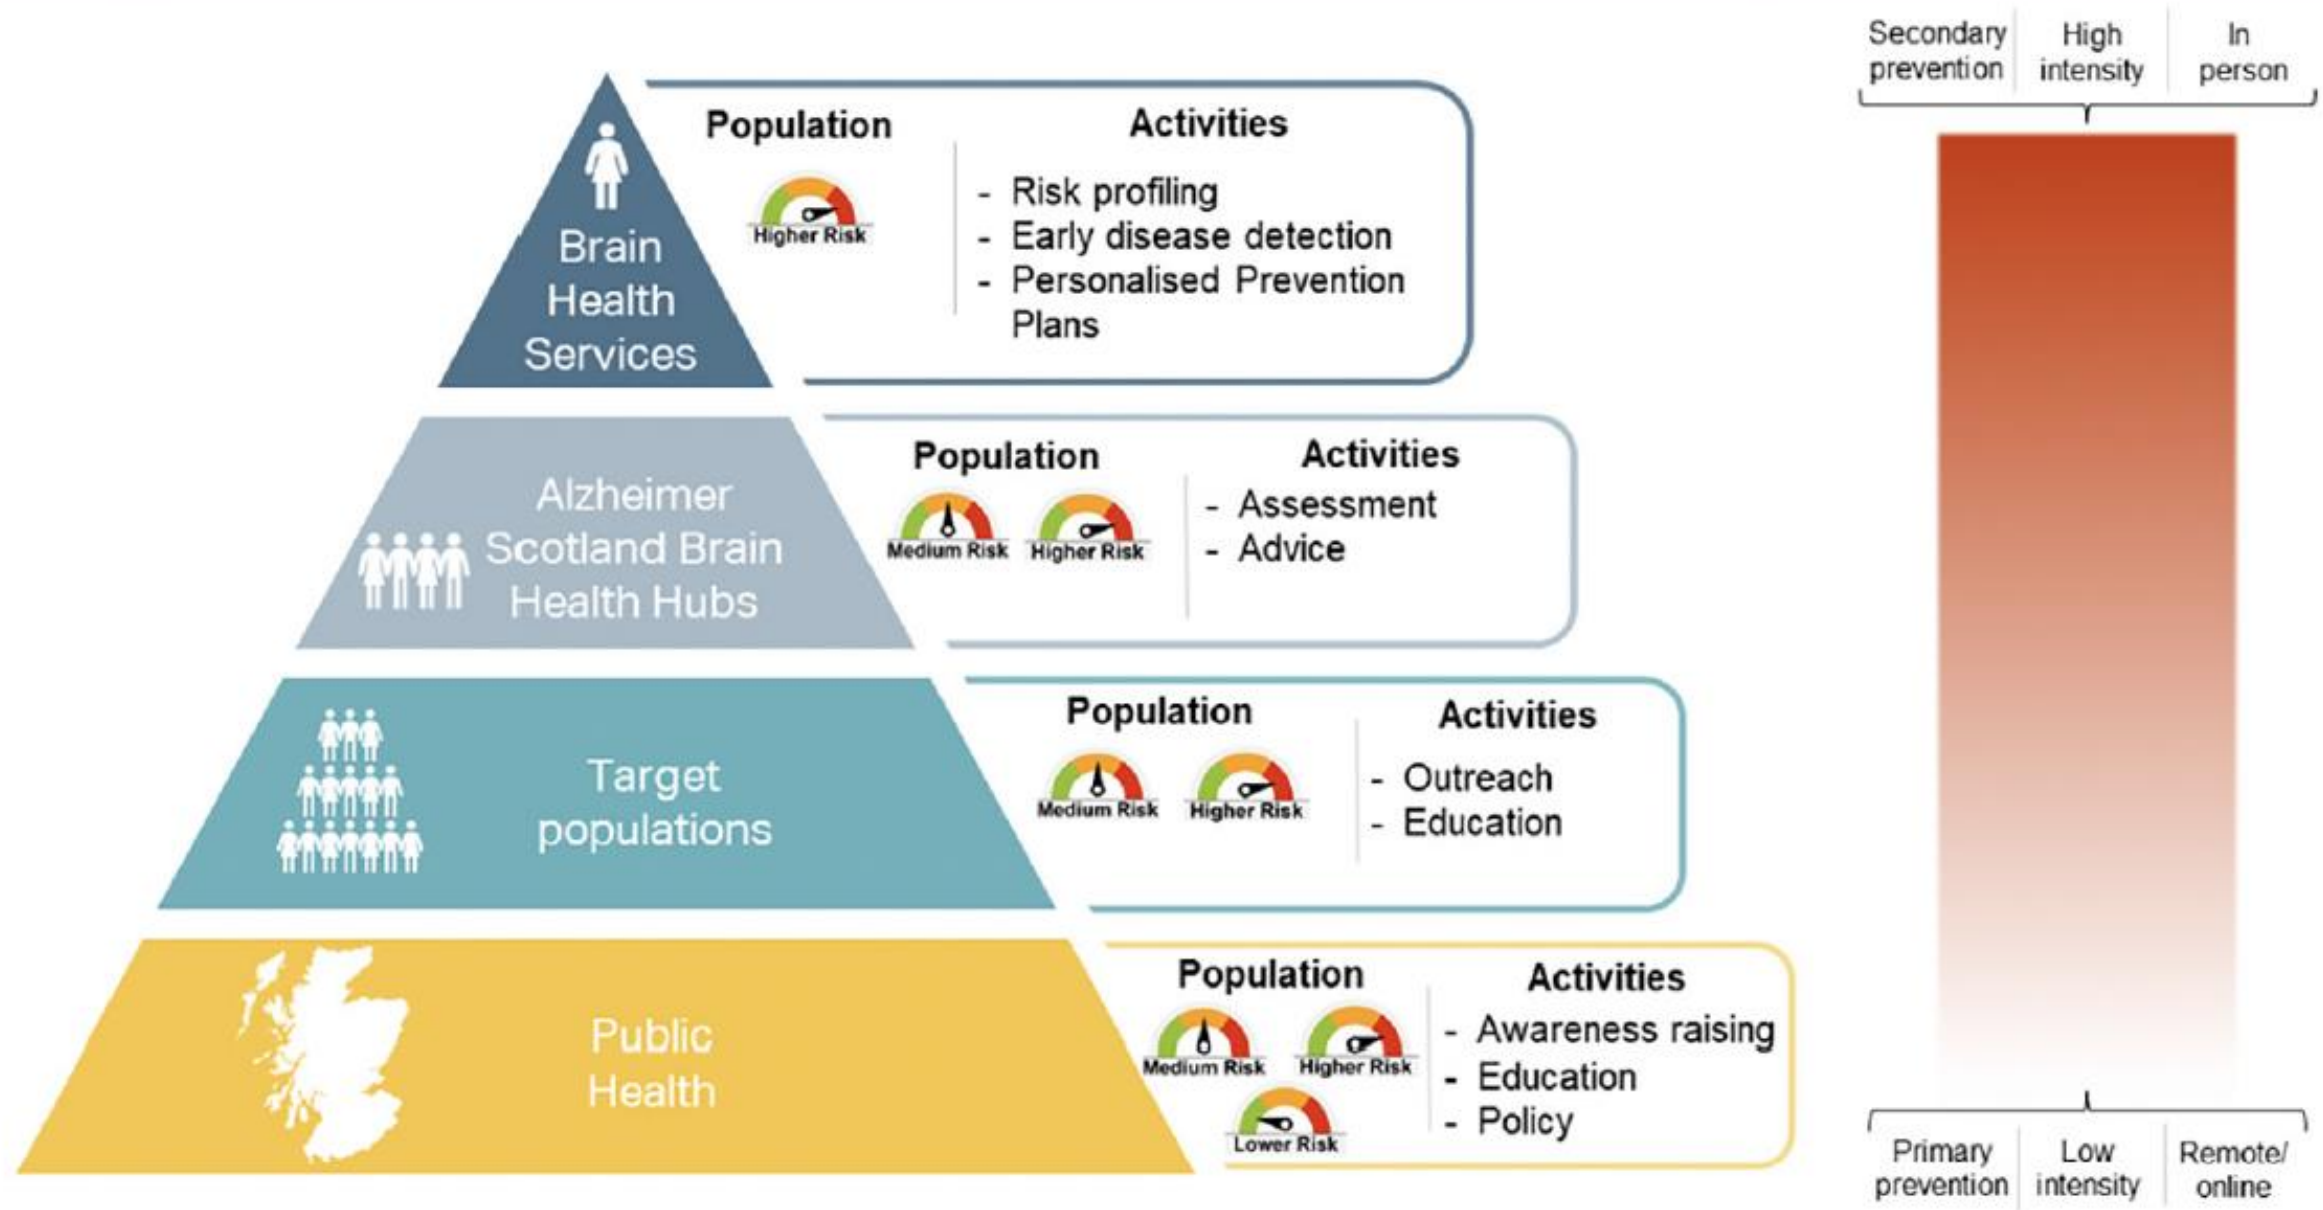 Secondary prevention
High intensity
In person
Brain
Health
Services
Population
Higher Risk
Activities
- Risk profiling
- Early disease detection
- Personalised Prevention
Plans
Alzheimer
Scotland Brain
Health Hubs
Population
Medium Risk
Higher Risk
Activities
- Assessment
- Advice
Target
populations
Population
Medium Risk
Higher Risk
Activities
- Outreach
- Education
Public
Health
Population
Medium Risk
Higher Risk
Lower Risk
Activities
- Awareness raising
- Education
- Policy
Primary prevention
Low intensity
Remote/ online